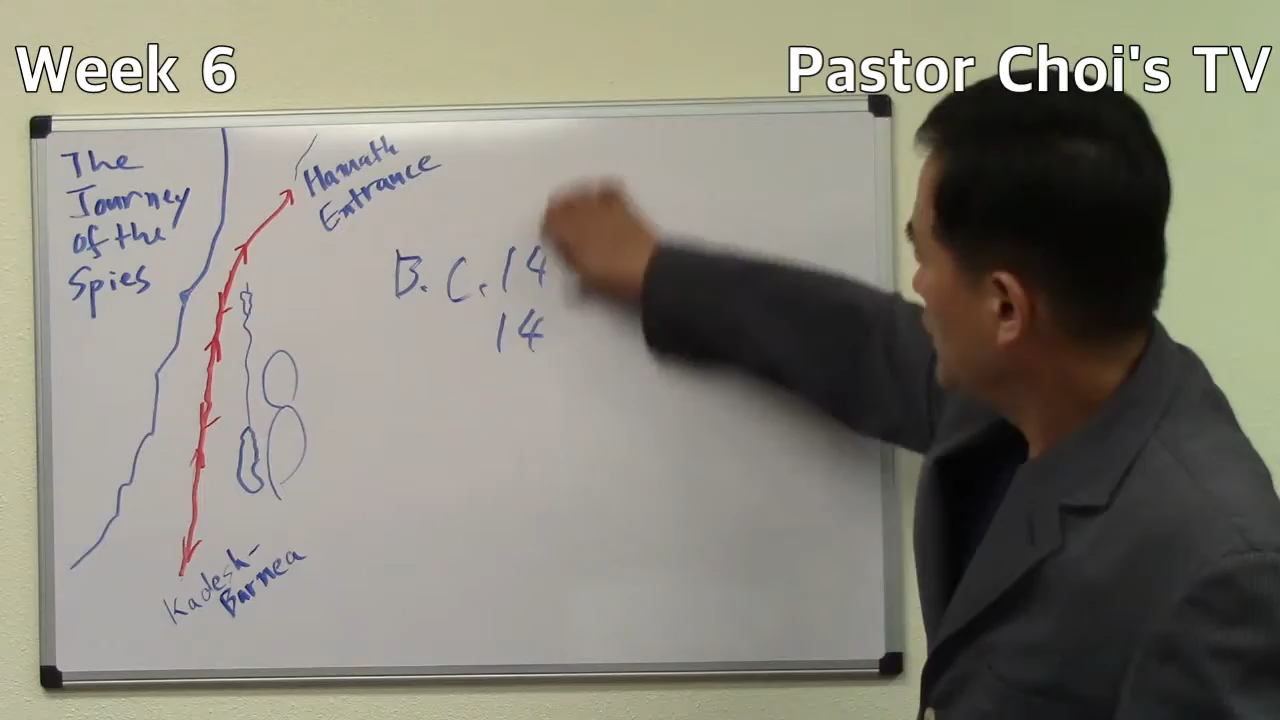 Week 6
Pastor Choi's TV
The
Journey
of the
Spies
Hamath
Entrance
B.C. 14
14
Kadesh-
Barnea